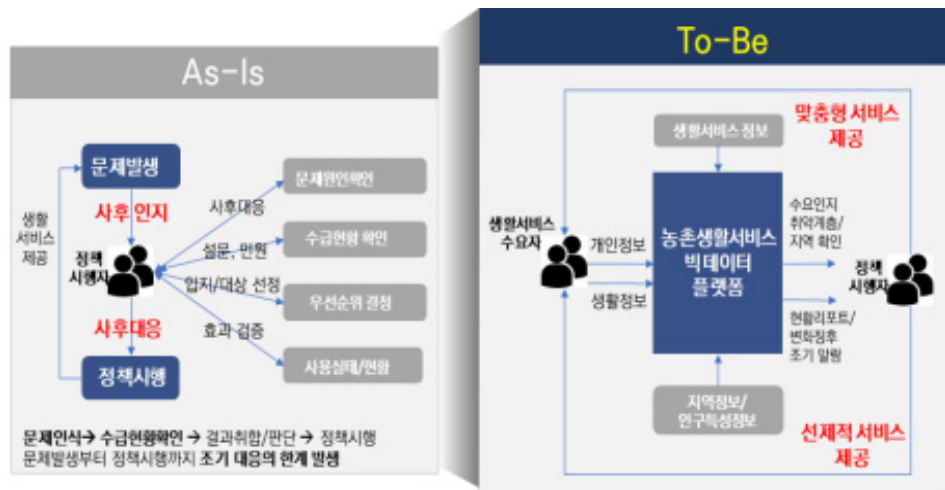 As-Is
문제발생
사후 인지
생활
서비스
제공
정책
시행자
사후대응
정책시행
사후대응
설문, 민원
입지/대상 선정
효과 검증
문제원인확인
수급현황 확인
우선순위 결정
사용실태/현황
문제인식→ 수급현황확인 → 결과취합/판단 → 정책시행
문제발생부터 정책시행까지 조기 대응의 한계 발생
To-Be
맞춤형 서비스
제공
생활서비스 정보
생활서비스
수요자
개인정보
생활정보
농촌생활서비스
빅데이터
플랫폼
수요인지
취약계층/
지역 확인
정책
시행자
현황리포트/
변화징후
조기 알람
지역정보/
인구특성정보
선제적 서비스
제공